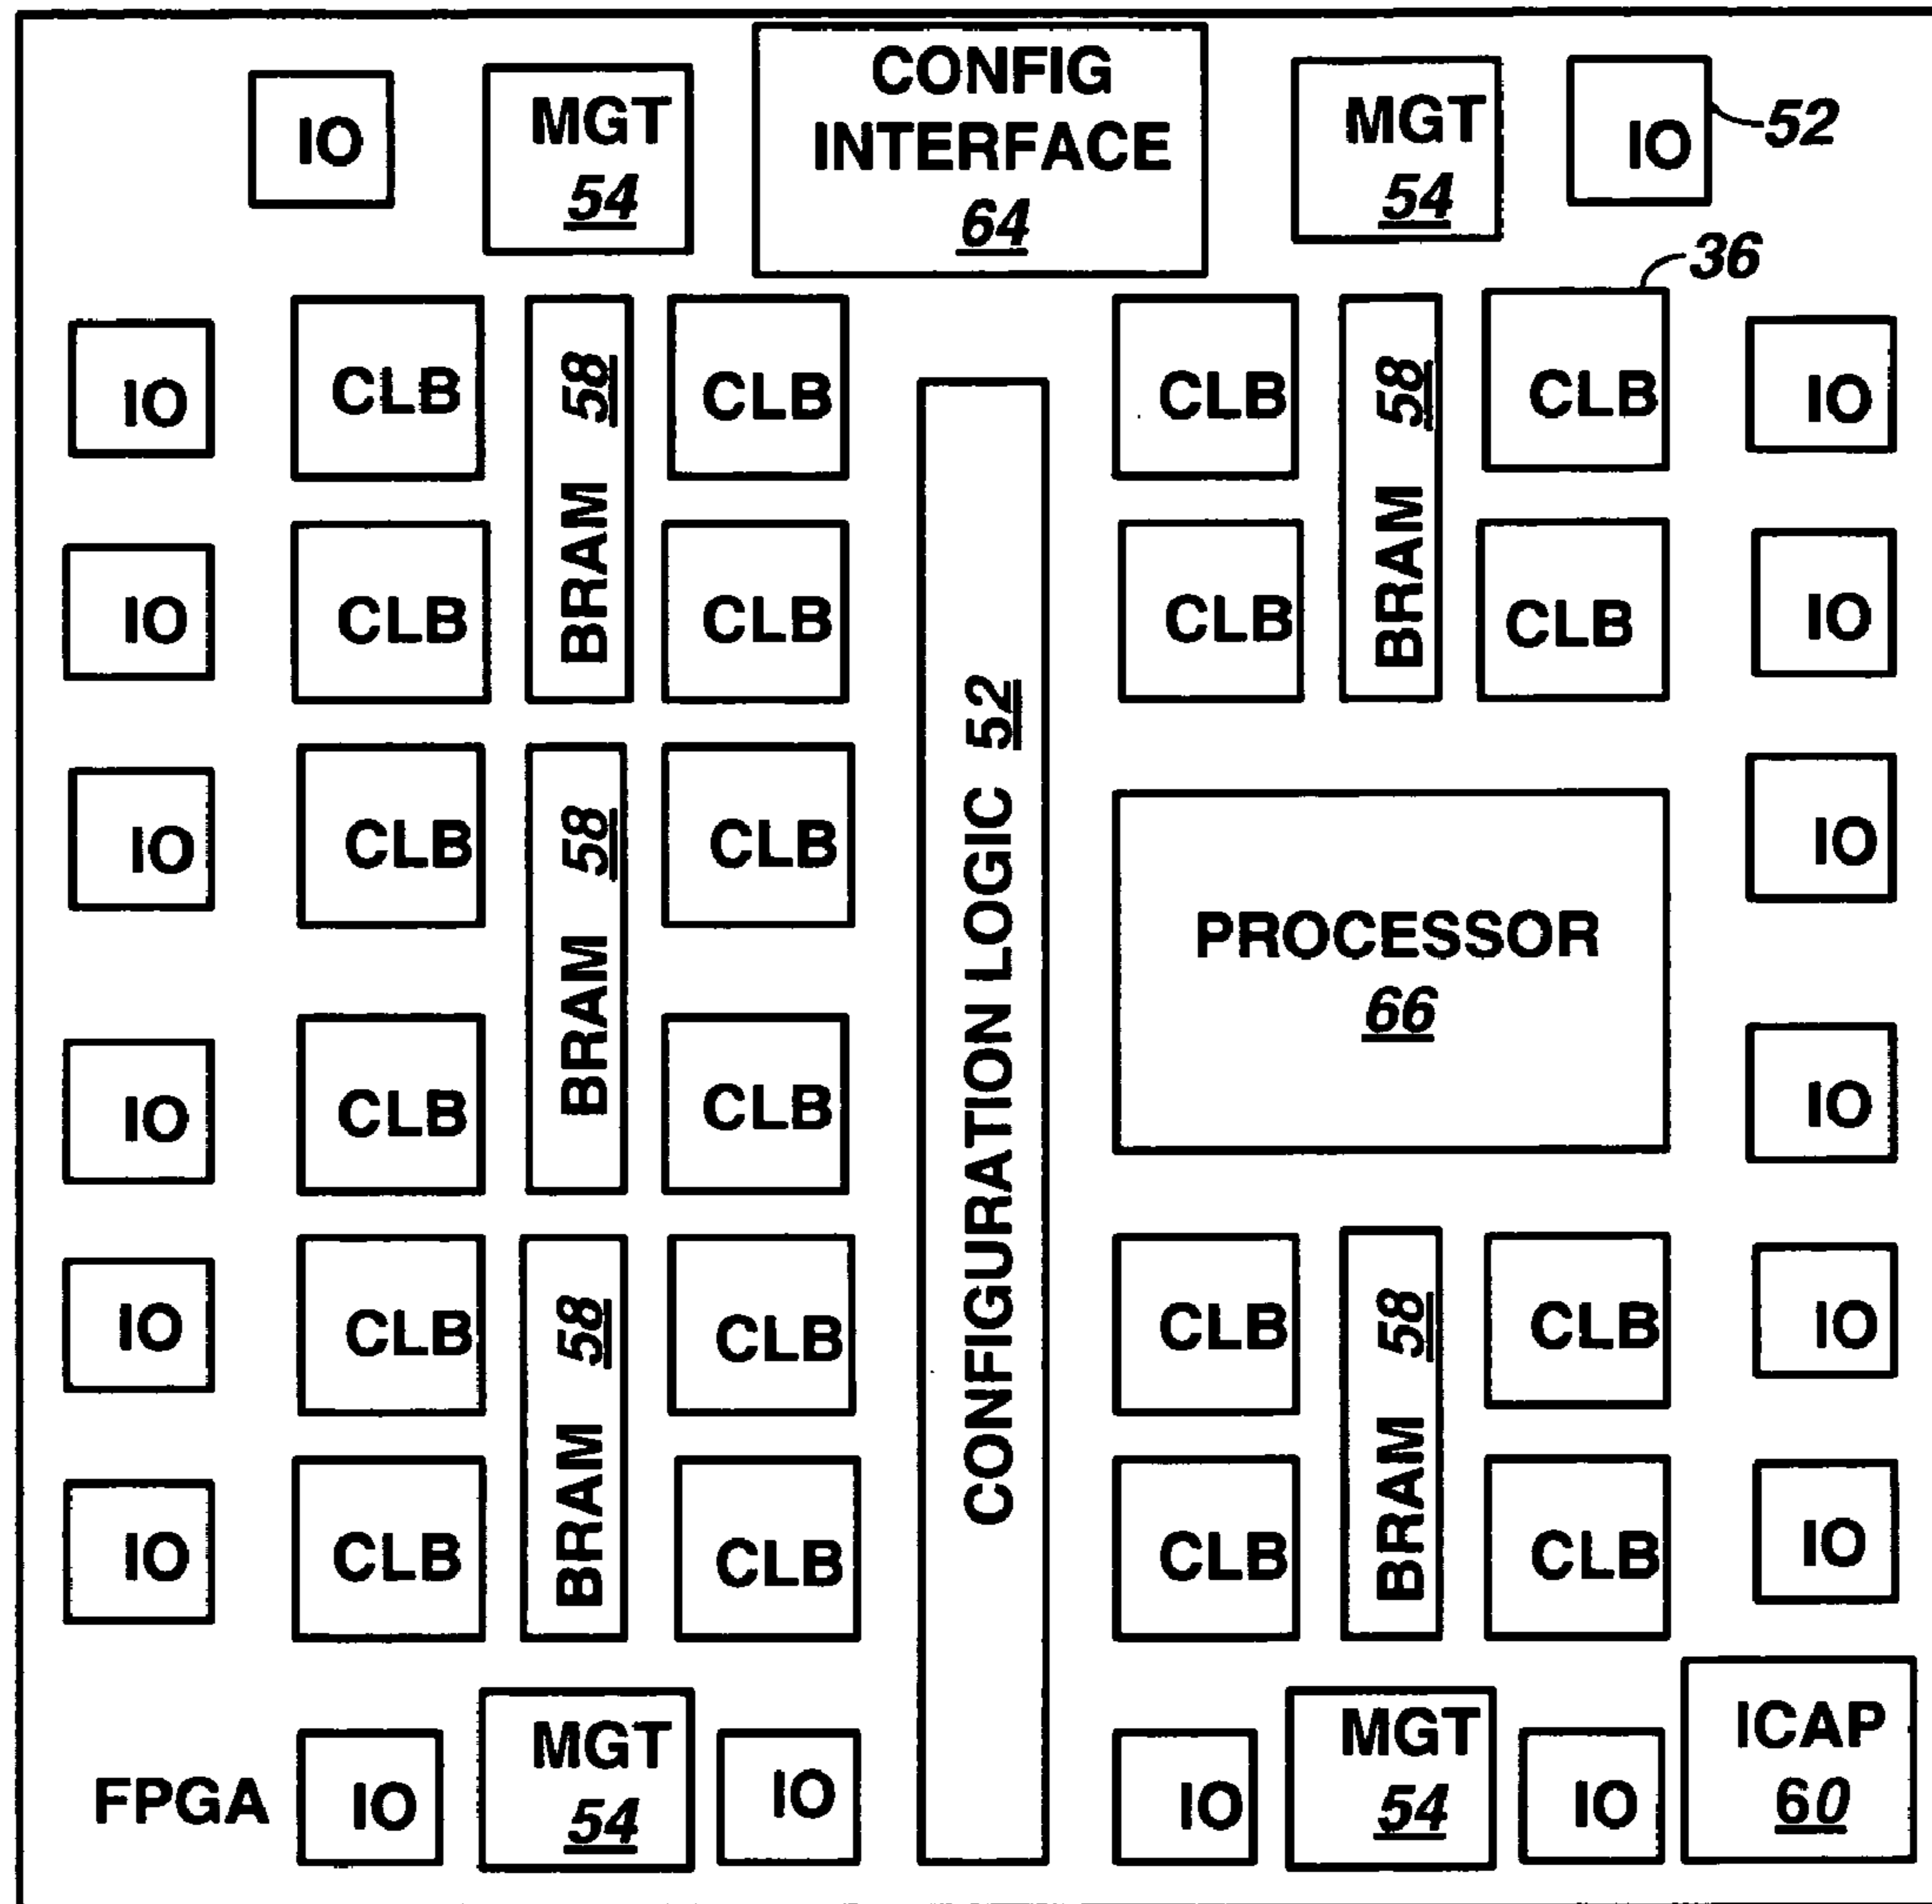 CONFIG
INTERFACE
64
IO
MGT
54
MGT
54
IO
52
36
IO
CLB
BRAM 58
CLB
CLB
BRAM 58
CLB
IO
IO
CLB
CLB
CLB
CLB
IO
CONFIGURATION LOGIC 52
IO
CLB
BRAM 58
CLB
PROCESSOR
66
IO
IO
CLB
CLB
IO
IO
CLB
BRAM 58
CLB
CLB
BRAM 58
CLB
IO
IO
CLB
CLB
CLB
CLB
IO
FPGA
IO
MGT
54
IO
IO
MGT
54
IO
ICAP
60